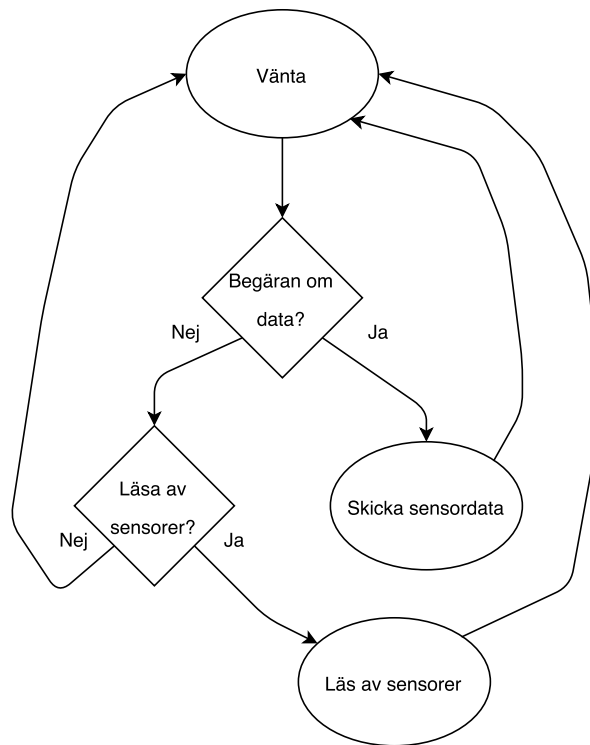 Vänta
Begäran om
data?
Nej
Ja
Läsa av
sensorer?
Skicka sensordata
Nej
Ja
Läs av sensorer